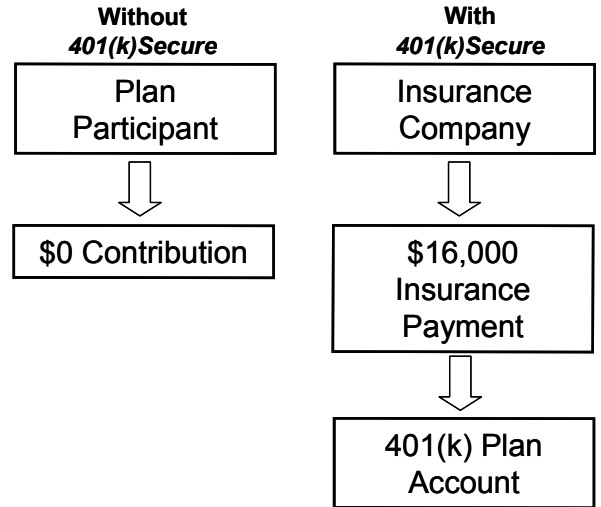 Without
401(k)Secure
Plan
Participant
$0 Contribution
With
401(k)Secure
Insurance
Company
$16,000
Insurance
Payment
401(k) Plan
Account